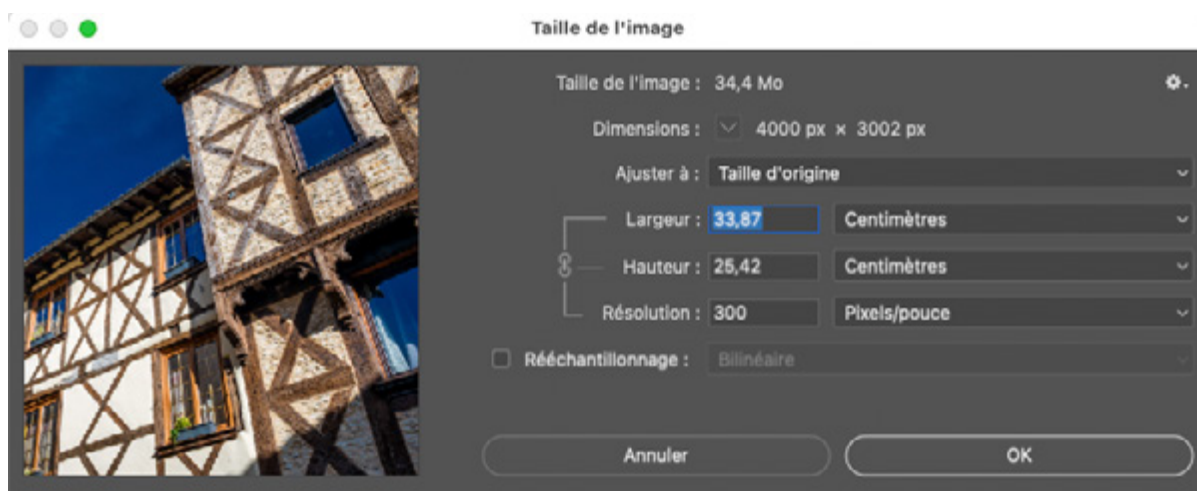 Taille de l'image
Taille de l'image : 34,4 Mo
Dimensions : 4000 px × 3002 px
Ajuster à : Taille d'origine
Largeur : 33,87 Centimètres
Hauteur : 25,42 Centimètres
Résolution : 300 Pixels/pouce
Rééchantillonnage : Bilinéaire
Annuler OK